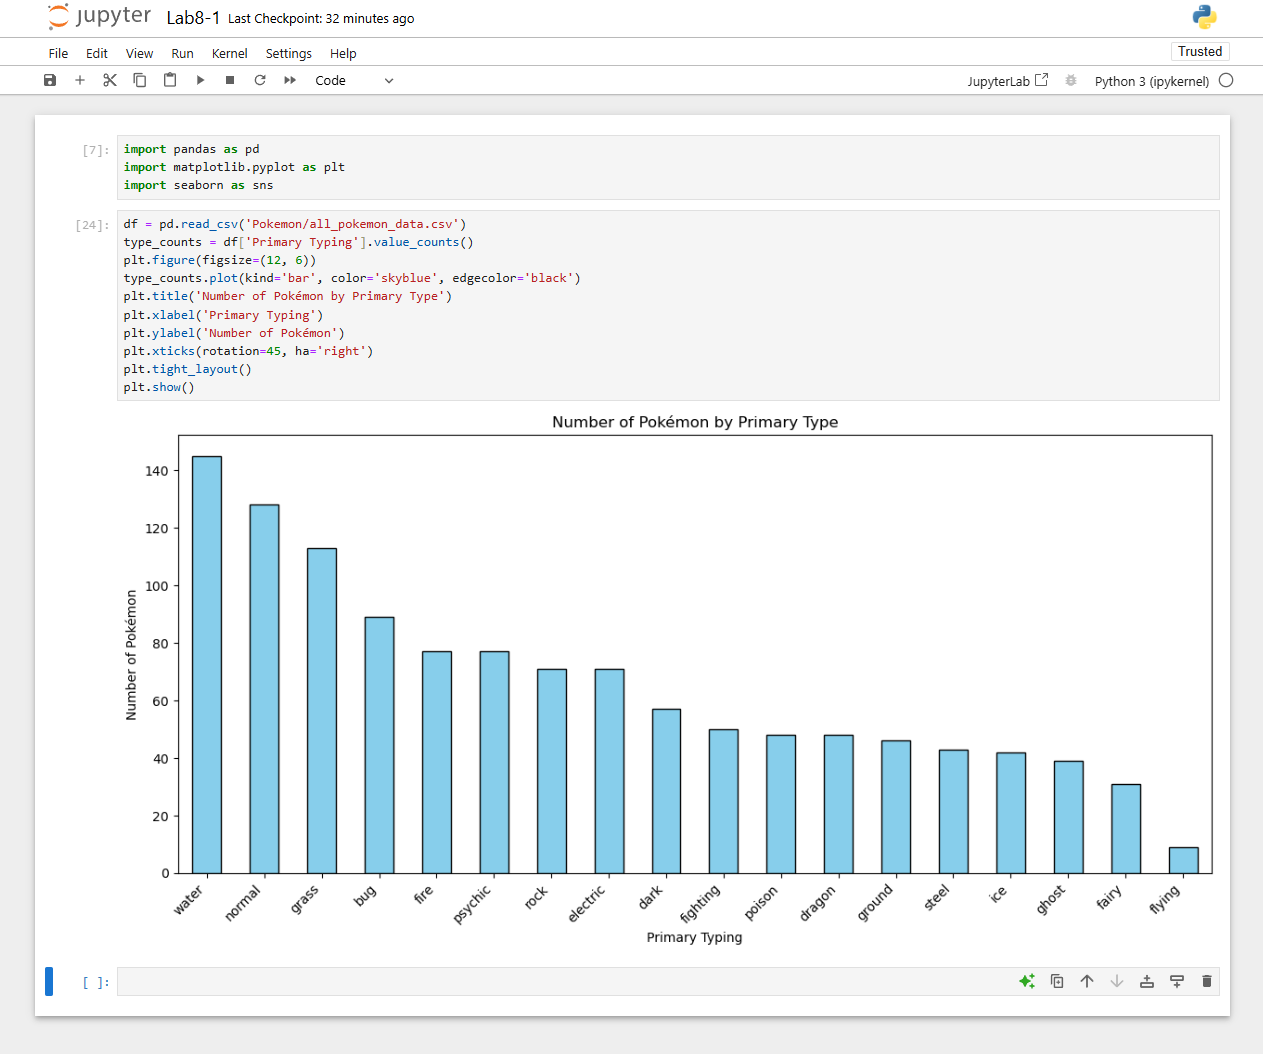 jupyter Lab8-1 Last Checkpoint: 32 minutes ago
File Edit View Run Kernel Settings Help Trusted
Code JupyterLab Python 3 (ipykernel)
[7]: import pandas as pd
import matplotlib.pyplot as plt
import seaborn as sns
[24]: df = pd.read_csv('Pokemon/all_pokemon_data.csv')
type_counts = df['Primary Typing'].value_counts()
plt.figure(figsize=(12, 6))
type_counts.plot(kind='bar', color='skyblue', edgecolor='black')
plt.title('Number of Pokémon by Primary Type')
plt.xlabel('Primary Typing')
plt.ylabel('Number of Pokémon')
plt.xticks(rotation=45, ha='right')
plt.tight_layout()
plt.show()
Number of Pokémon by Primary Type
Number of Pokémon
140
120
100
80
60
40
20
0
water normal grass bug fire psychic rock electric dark fighting poison dragon ground steel ice ghost fairy flying
Primary Typing
[ ]: